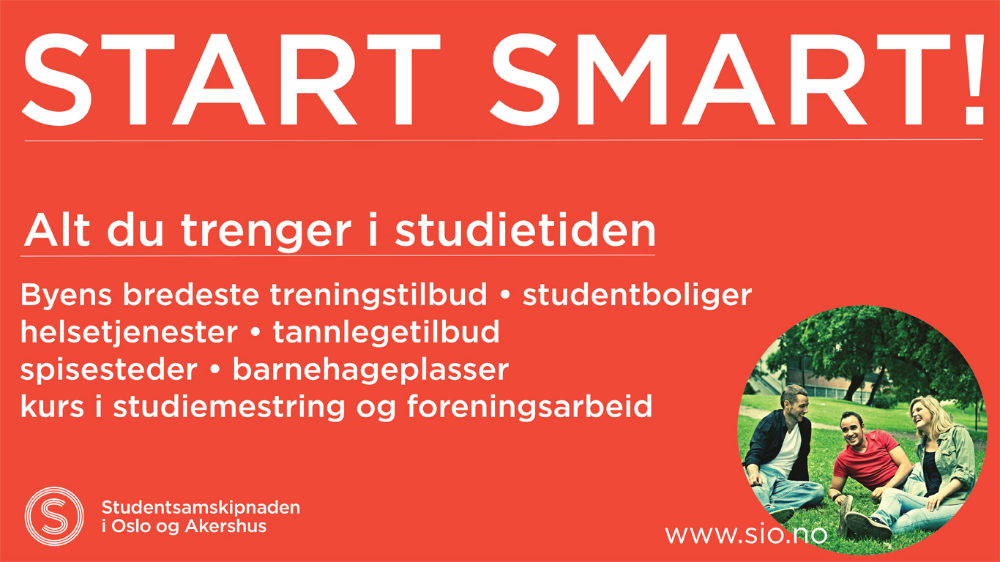 START SMART!
Alt du trenger i studietiden
Byens bredeste treningstilbud • studentboliger
helsetjenester • tannlegetilbud
spisesteder • barnehageplasser
kurs i studiemestring og foreningsarbeid
S
Studentsamskipnaden
i Oslo og Akershus
www.sio.no